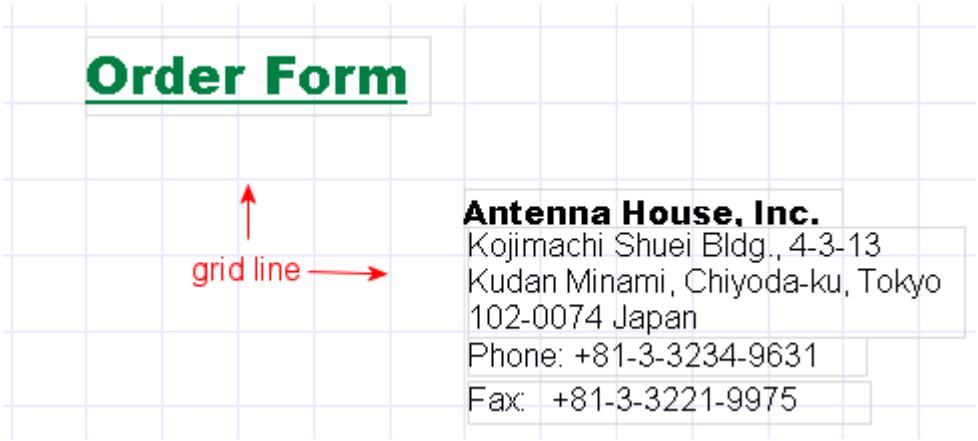 Order Form
Antenna House, Inc.
Kojimachi Shuei Bldg., 4-3-13
grid line
Kudan Minami, Chiyoda-ku, Tokyo
102-0074 Japan
Phone: +81-3-3234-9631
Fax: +81-3-3221-9975